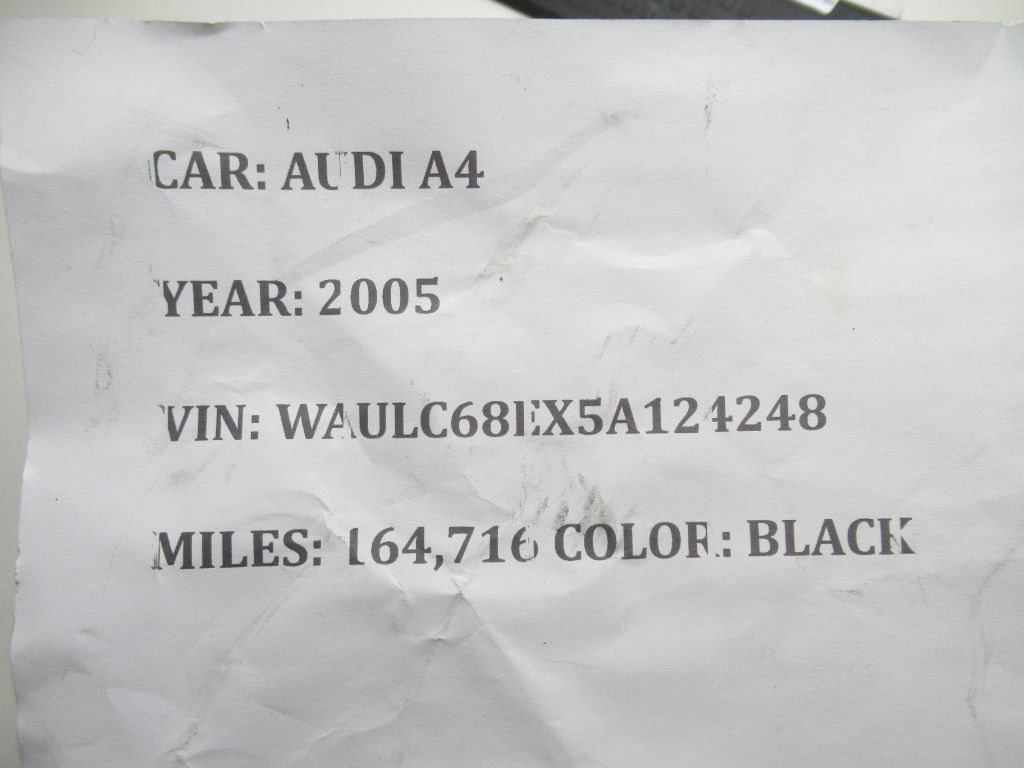 CAR: AUDI A4
YEAR: 2005
VIN: WAULC68EX5A124248
MILES: 164,716 COLOR: BLACK